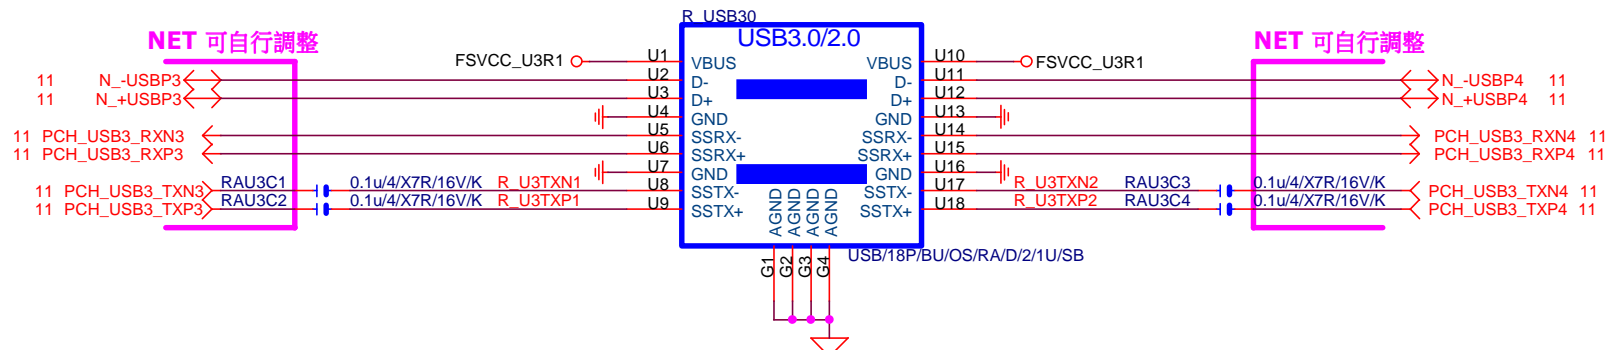 R_USB30
NET 可自行調整
USB3.0/2.0
NET 可自行調整
FSVCC_U3R1 U1 VBUS VBUS U10 FSVCC_U3R1
11 N_-USBP3 U2 D- D- U11 N_-USBP4 11
11 N_+USBP3 U3 D+ D+ U12 N_+USBP4 11
U4 GND GND U13
11 PCH_USB3_RXN3 U5 SSRX- SSRX- U14 PCH_USB3_RXN4 11
11 PCH_USB3_RXP3 U6 SSRX+ SSRX+ U15 PCH_USB3_RXP4 11
U7 GND GND U16
11 PCH_USB3_TXN3 RAU3C1 0.1u/4/X7R/16V/K R_U3TXN1 U8 SSTX- SSTX- U17 R_U3TXN2 RAU3C3 0.1u/4/X7R/16V/K PCH_USB3_TXN4 11
11 PCH_USB3_TXP3 RAU3C2 0.1u/4/X7R/16V/K R_U3TXP1 U9 SSTX+ SSTX+ U18 R_U3TXP2 RAU3C4 0.1u/4/X7R/16V/K PCH_USB3_TXP4 11
AGND AGND AGND AGND
USB/18P/BU/OS/RA/D/2/1U/SB
G1 G2 G3 G4